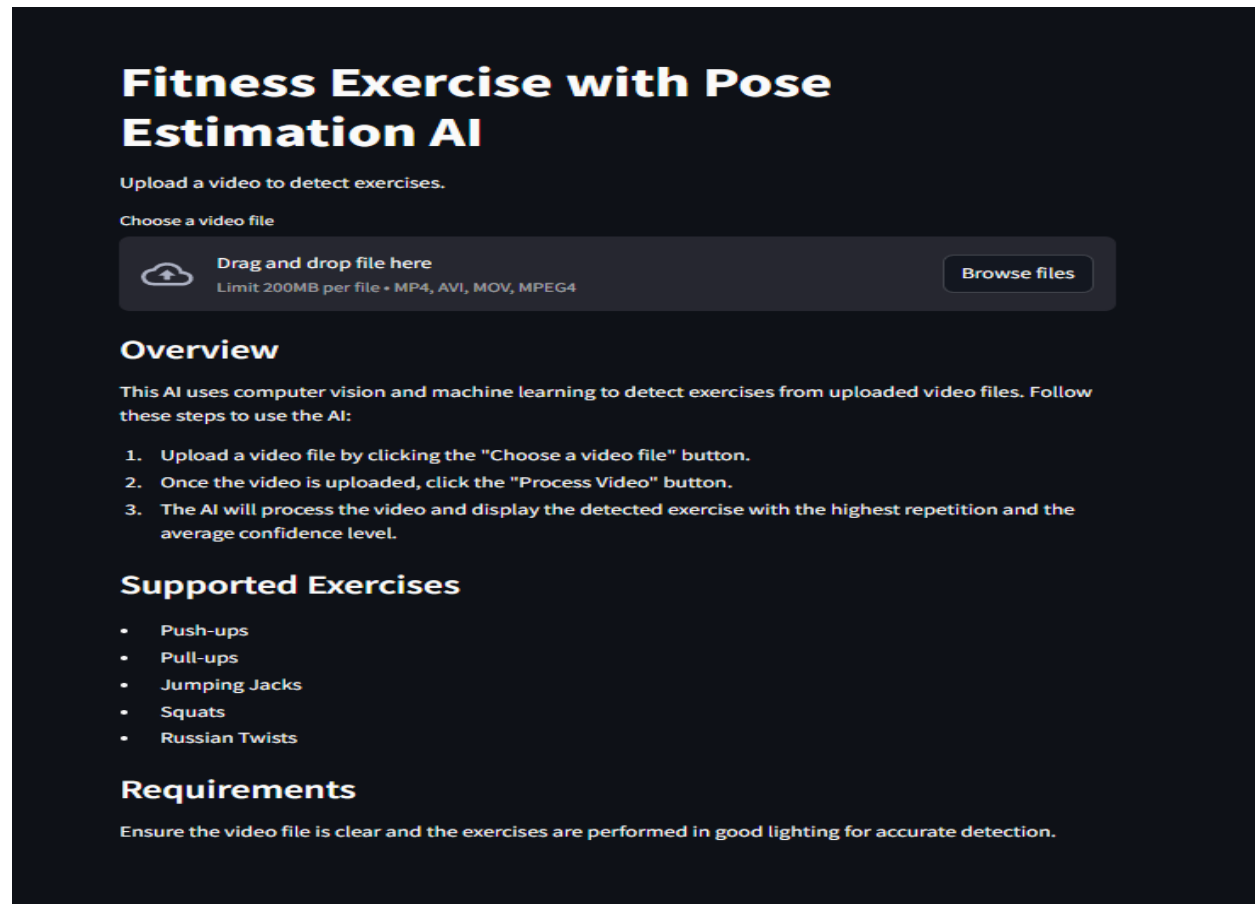 Fitness Exercise with Pose
Estimation AI
Upload a video to detect exercises.
Choose a video file
Drag and drop file here
Limit 200MB per file • MP4, AVI, MOV, MPEG4
Browse files
Overview
This AI uses computer vision and machine learning to detect exercises from uploaded video files. Follow
these steps to use the AI:
1. Upload a video file by clicking the "Choose a video file" button.
2. Once the video is uploaded, click the "Process Video" button.
3. The AI will process the video and display the detected exercise with the highest repetition and the
average confidence level.
Supported Exercises
• Push-ups
• Pull-ups
• Jumping Jacks
• Squats
• Russian Twists
Requirements
Ensure the video file is clear and the exercises are performed in good lighting for accurate detection.